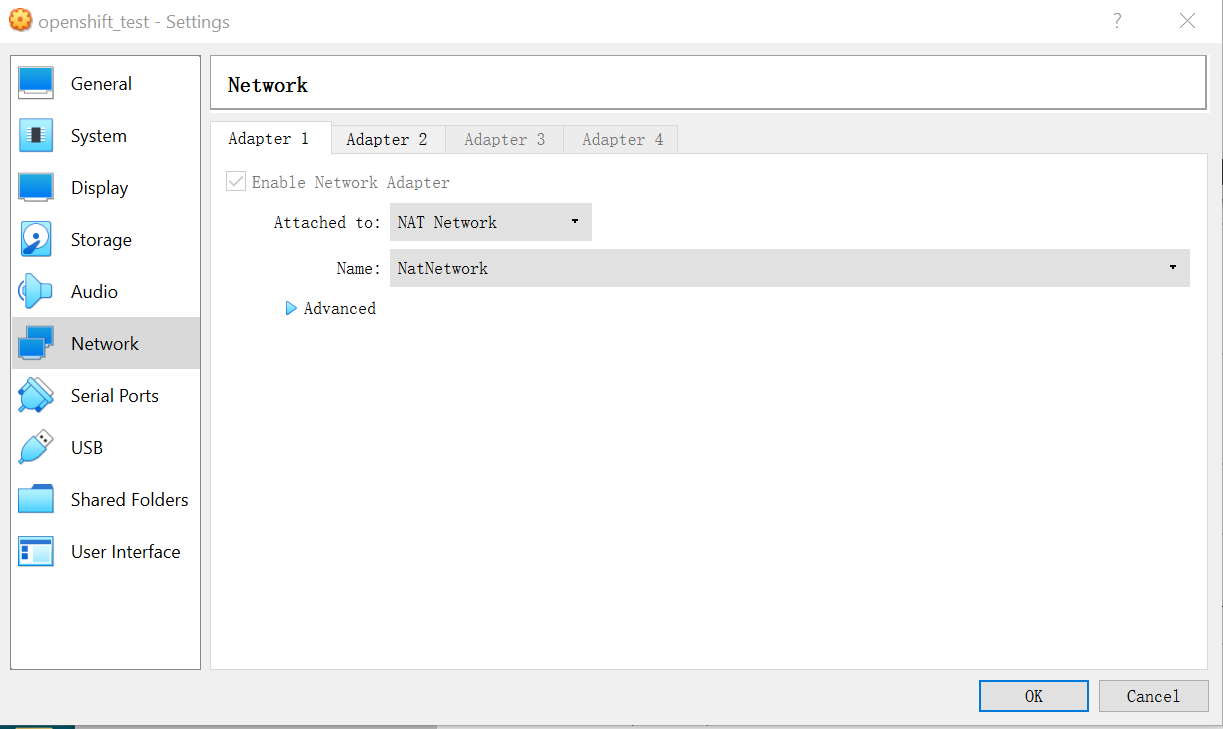 openshift_test - Settings
?
General
System
Display
Storage
Audio
Network
Serial Ports
USB
Shared Folders
User Interface
Network
Adapter 1 Adapter 2 Adapter 3 Adapter 4
Enable Network Adapter
Attached to: NAT Network
Name: NatNetwork
Advanced
OK Cancel